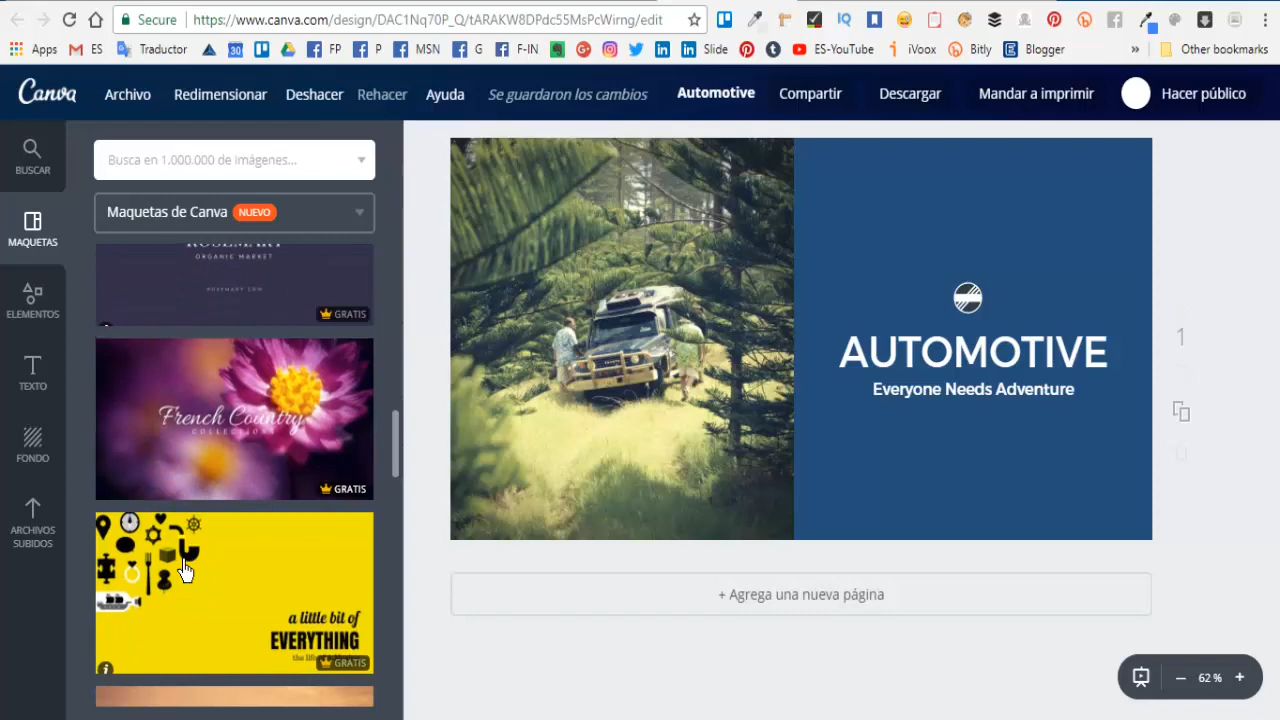 Secure https://www.canva.com/design/DAC1Nq70P_Q/tARAKW8DPdc55MsPcWirng/edit
Apps ES Traductor 30 FP P MSN G F-IN Slide ES-YouTube iVoox Bitly Blogger » Other bookmarks
Canva Archivo Redimensionar Deshacer Rehacer Ayuda Se guardaron los cambios Automotive Compartir Descargar Mandar a imprimir Hacer público
BUSCAR
MAQUETAS
ELEMENTOS
TEXTO
FONDO
ARCHIVOS
SUBIDOS
Busca en 1.000.000 de imágenes...
Maquetas de Canva NUEVO
ROSEMARY
ORGANIC MARKET
GRATIS
French Country
COLLECTIONS
GRATIS
a little bit of
EVERYTHING
GRATIS
AUTOMOTIVE
Everyone Needs Adventure
1
+ Agrega una nueva página
– 62 % +